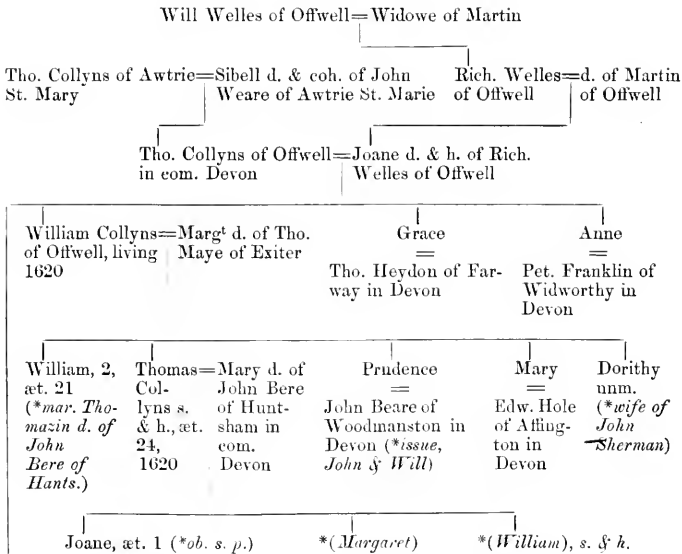 Will Welles of Offwell=Widowe of Martin
Tho. Collyns of Awtrie=Sibell d. & coh. of John
St. Mary Weare of Awtrie St. Marie
Rich. Welles=d. of Martin
of Offwell of Offwell
Tho. Collyns of Offwell=Joane d. & h. of Rich.
in com. Devon Welles of Offwell
William Collyns=Marg^t d. of Tho.
of Offwell, living Maye of Exiter
1620
Grace
=
Tho. Heydon of Far-
way in Devon
Anne
=
Pet. Franklin of
Widworthy in
Devon
William, 2,
æt. 21
(*mar. Tho-
mazin d. of
John
Bere of
Hants.)
Thomas=Mary d. of
Col- John Bere
lyns s. of Hunt-
& h., æt. sham in
24, com.
1620 Devon
Prudence
=
John Beare of
Woodmanston in
Devon (*issue,
John & Will)
Mary
=
Edw. Hole
of Affing-
ton in
Devon
Dorithy
unm.
(*wife of
John
Sherman)
Joane, æt. 1 (*ob. s. p.) *(Margaret) *(William), s. & h.